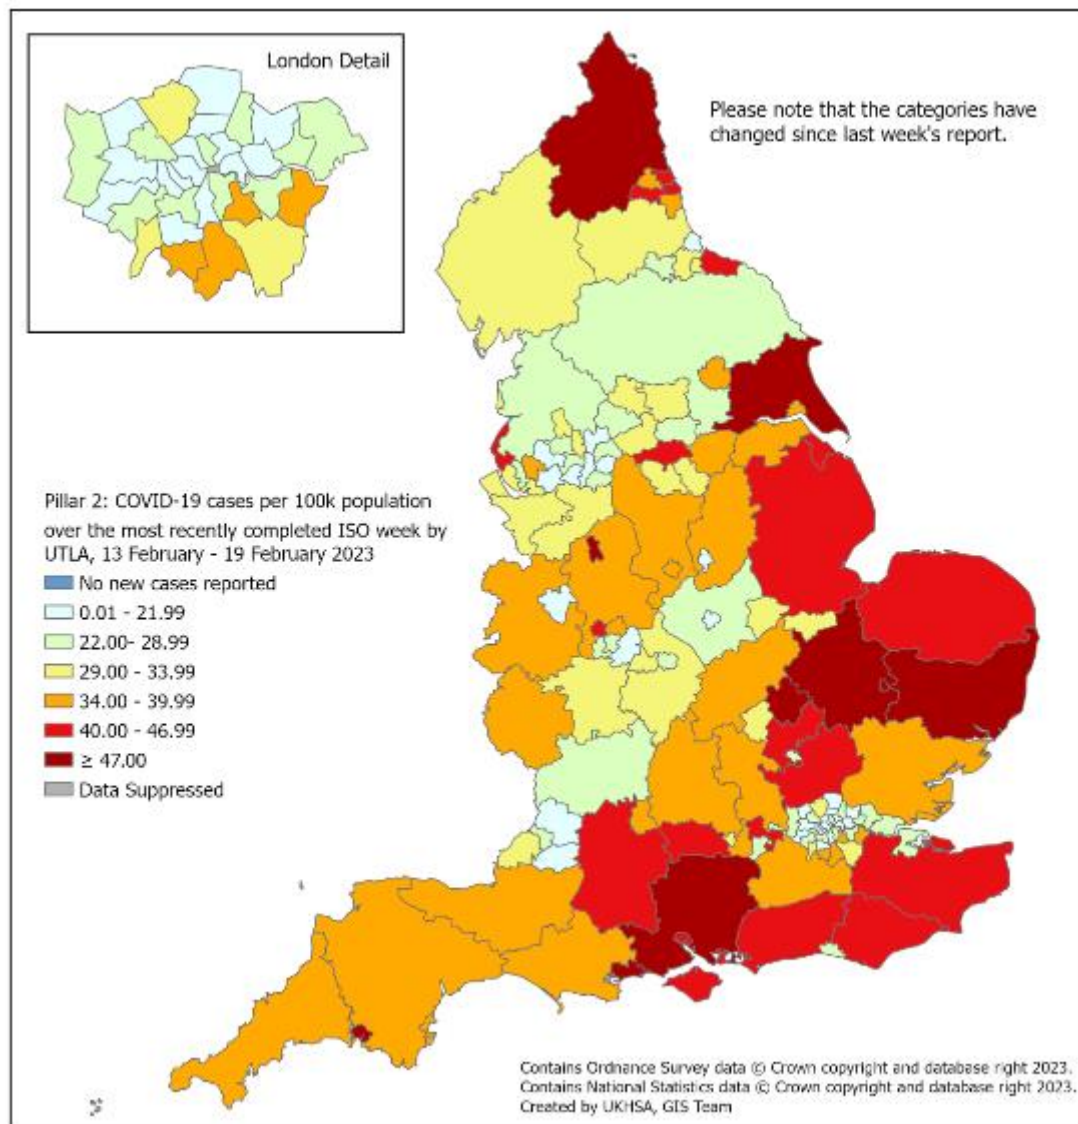 London Detail
Please note that the categories have
changed since last week's report.
Pillar 2: COVID-19 cases per 100k population
over the most recently completed ISO week by
UTLA, 13 February - 19 February 2023
No new cases reported
0.01 - 21.99
22.00- 28.99
29.00 - 33.99
34.00 - 39.99
40.00 - 46.99
≥ 47.00
Data Suppressed
Contains Ordnance Survey data © Crown copyright and database right 2023.
Contains National Statistics data © Crown copyright and database right 2023.
Created by UKHSA, GIS Team